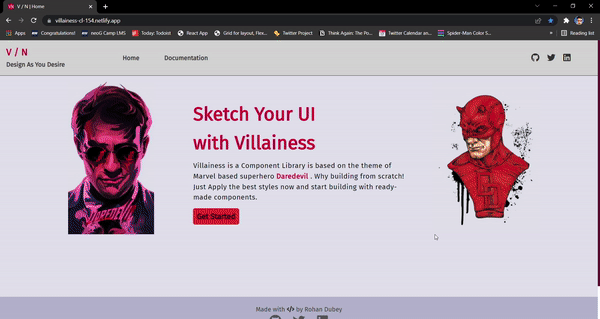 V / N | Home
villainess-cl-154.netlify.app
Apps
Congratulations!
neoG Camp LMS
Today: Todoist
React App
Grid for layout, Flex...
Twitter Project
Think Again: The Po...
Twitter Calendar an...
Spider-Man Color S...
Reading list
V / N
Design As You Desire
Home
Documentation
Sketch Your UI
with Villainess
Villainess is a Component Library is based on the theme of
Marvel based superhero Daredevil . Why building from scratch!
Just Apply the best styles now and start building with ready-
made components.
Get Started
DAREDEVIL
Made with </> by Rohan Dubey